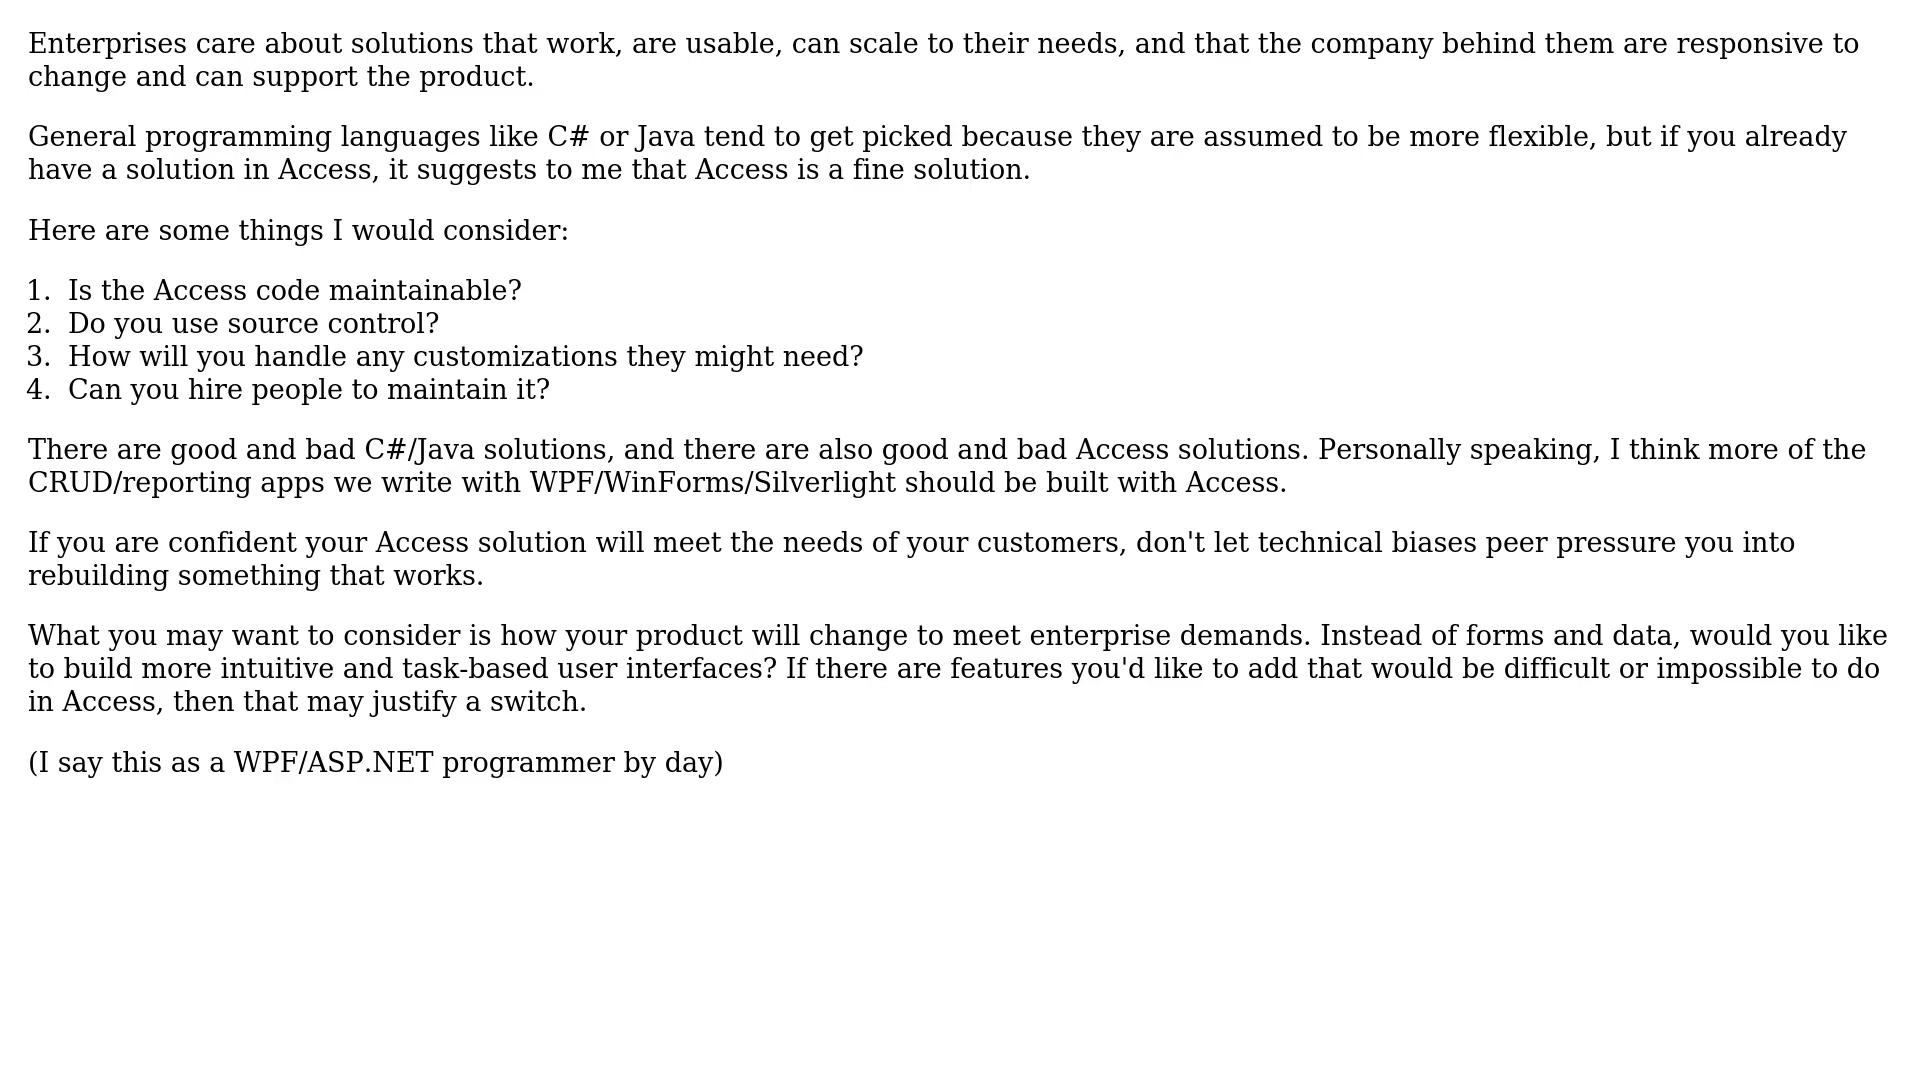 Enterprises care about solutions that work, are usable, can scale to their needs, and that the company behind them are responsive to
change and can support the product.
General programming languages like C# or Java tend to get picked because they are assumed to be more flexible, but if you already
have a solution in Access, it suggests to me that Access is a fine solution.
Here are some things I would consider:
1. Is the Access code maintainable?
2. Do you use source control?
3. How will you handle any customizations they might need?
4. Can you hire people to maintain it?
There are good and bad C#/Java solutions, and there are also good and bad Access solutions. Personally speaking, I think more of the
CRUD/reporting apps we write with WPF/WinForms/Silverlight should be built with Access.
If you are confident your Access solution will meet the needs of your customers, don't let technical biases peer pressure you into
rebuilding something that works.
What you may want to consider is how your product will change to meet enterprise demands. Instead of forms and data, would you like
to build more intuitive and task-based user interfaces? If there are features you'd like to add that would be difficult or impossible to do
in Access, then that may justify a switch.
(I say this as a WPF/ASP.NET programmer by day)